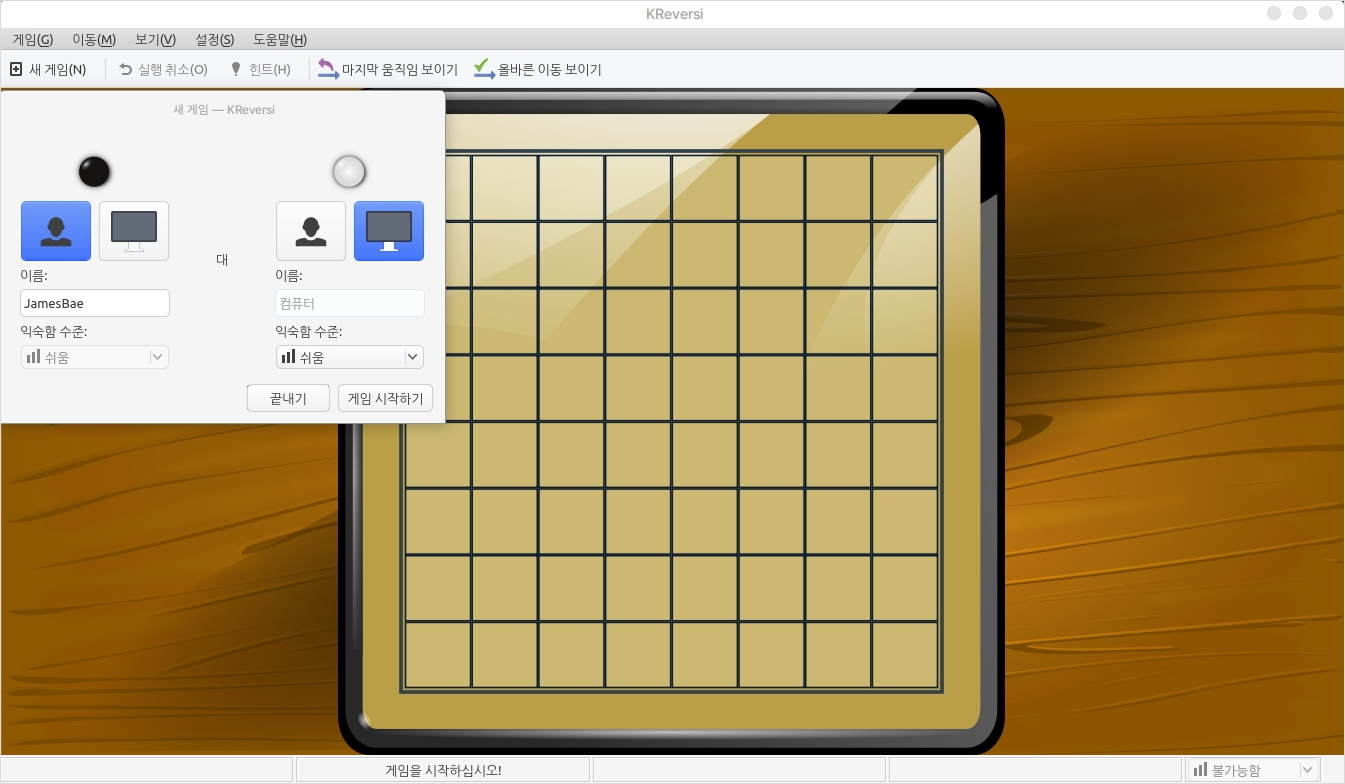 KReversi
게임(G) 이동(M) 보기(V) 설정(S) 도움말(H)
새 게임(N) 실행 취소(O) 힌트(H) 마지막 움직임 보이기 올바른 이동 보이기
새 게임 — KReversi
대
이름: 이름:
JamesBae 컴퓨터
익숙함 수준: 익숙함 수준:
쉬움 쉬움
끝내기 게임 시작하기
게임을 시작하십시오! 불가능함